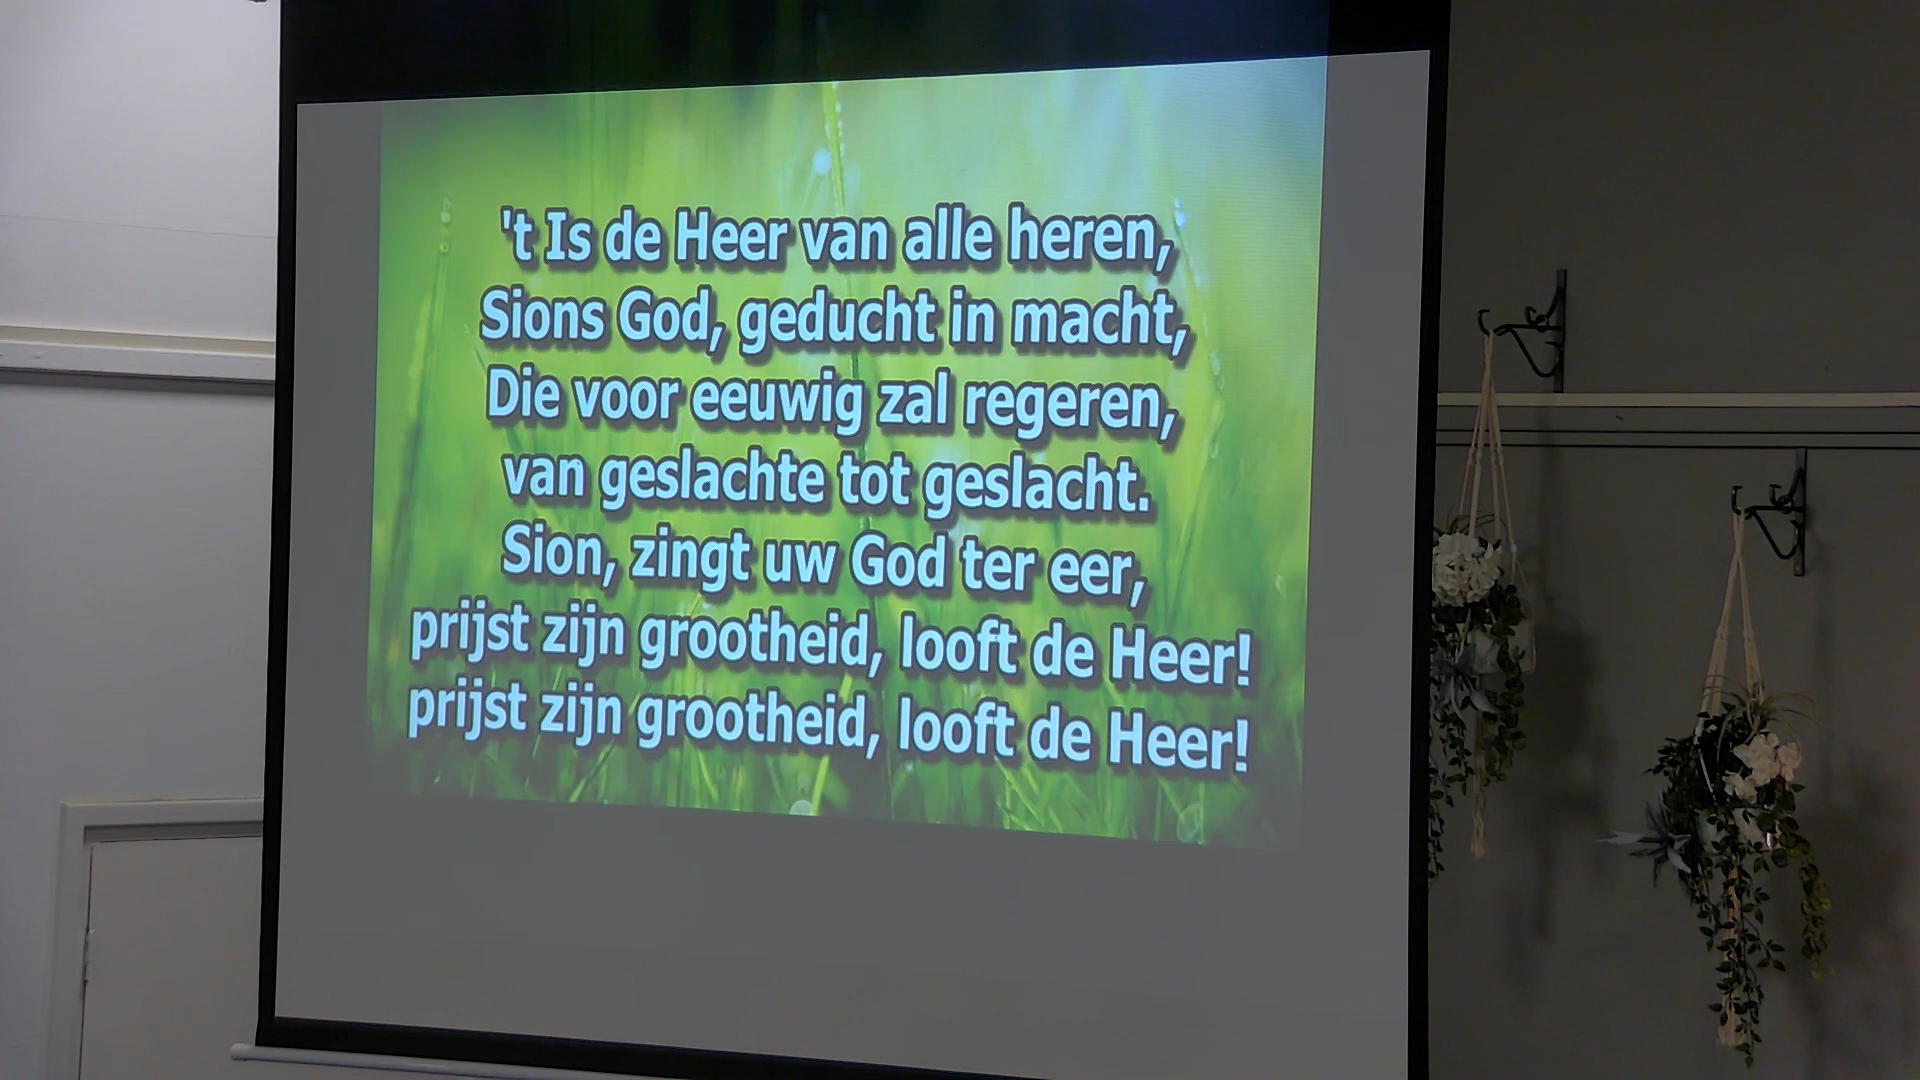 't Is de Heer van alle heren,
Sions God, geducht in macht,
Die voor eeuwig zal regeren,
van geslachte tot geslacht.
Sion, zingt uw God ter eer,
prijst zijn grootheid, looft de Heer!
prijst zijn grootheid, looft de Heer!